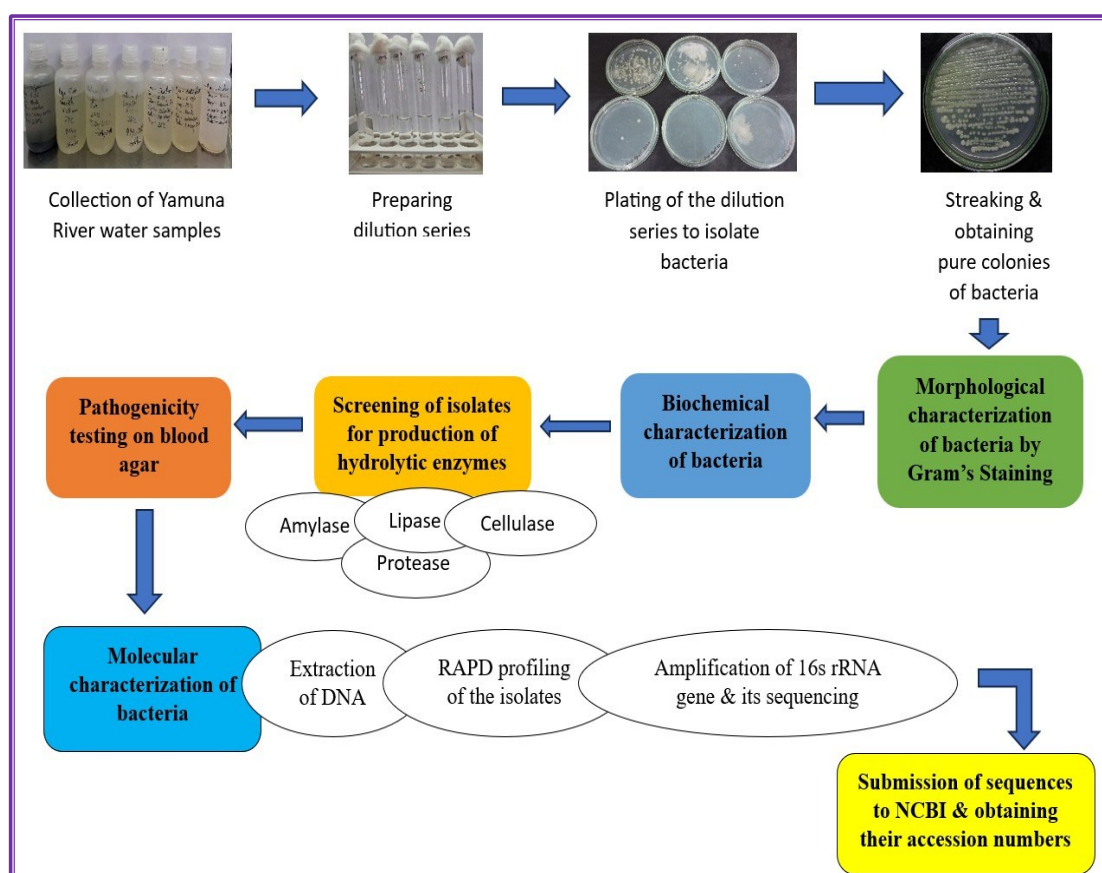 Collection of Yamuna
River water samples
Preparing
dilution series
Plating of the dilution
series to isolate
bacteria
Streaking &
obtaining
pure colonies
of bacteria
Morphological
characterization
of bacteria by
Gram's Staining
Biochemical
characterization
of bacteria
Screening of isolates
for production of
hydrolytic enzymes
Amylase
Lipase
Cellulase
Protease
Pathogenicity
testing on blood
agar
Molecular
characterization of
bacteria
Extraction
of DNA
RAPD profiling
of the isolates
Amplification of 16s rRNA
gene & its sequencing
Submission of sequences
to NCBI & obtaining
their accession numbers